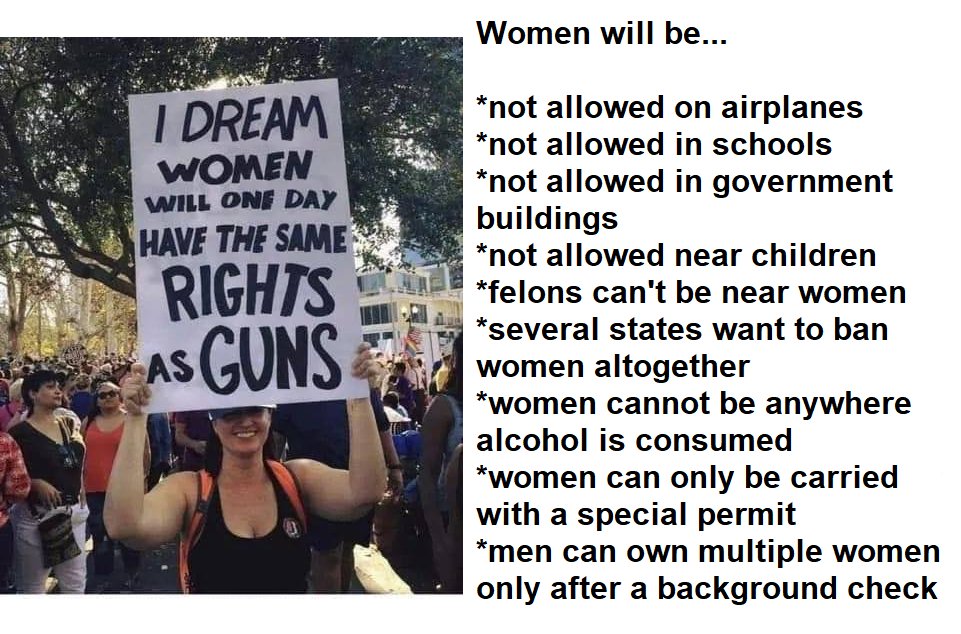 I DREAM
WOMEN
WILL ONE DAY
HAVE THE SAME
RIGHTS
AS GUNS
Women will be...
*not allowed on airplanes
*not allowed in schools
*not allowed in government
buildings
*not allowed near children
*felons can't be near women
*several states want to ban
women altogether
*women cannot be anywhere
alcohol is consumed
*women can only be carried
with a special permit
*men can own multiple women
only after a background check